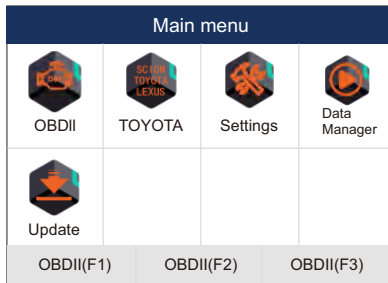 Main menu
SCION
TOYOTA
LEXUS
OBDII TOYOTA Settings Data
Manager
Update
OBDII(F1) OBDII(F2) OBDII(F3)